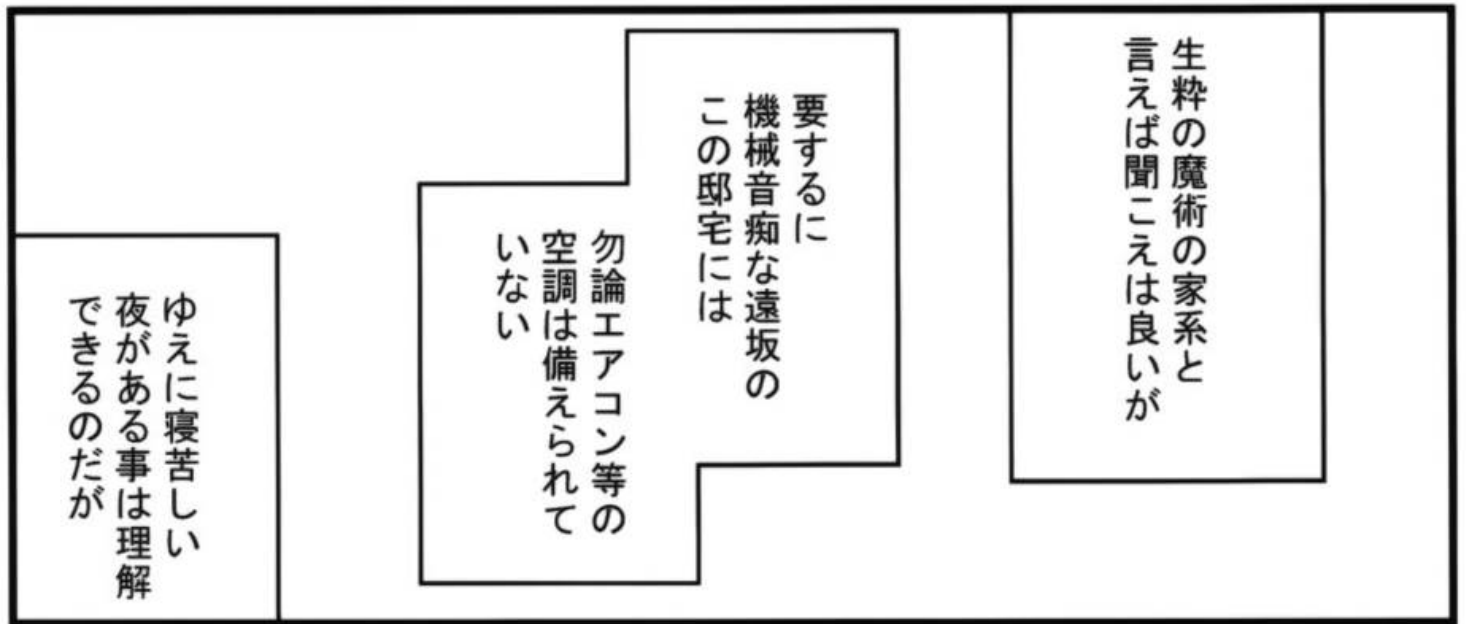 生粋の魔術の家系と
言えば聞こえは良いが
要するに
機械音痴な遠坂の
この邸宅には
勿論エアコン等の
空調は備えられて
いない
ゆえに寝苦しい
夜がある事は理解
できるのだが